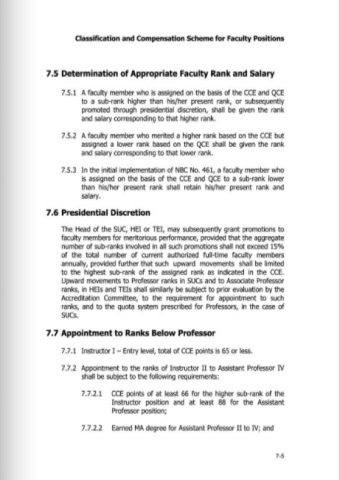 Classification and Compensation Scheme for Faculty Positions
7.5 Determination of Appropriate Faculty Rank and Salary
7.5.1 A faculty member who is assigned on the basis of the CCE and QCE
to a sub-rank higher than his/her present rank, or subsequently
promoted through presidential discretion, shall be given the rank
and salary corresponding to that higher rank.
7.5.2 A faculty member who merited a higher rank based on the CCE but
assigned a lower rank based on the QCE shall be given the rank
and salary corresponding to that lower rank.
7.5.3 In the initial implementation of NBC No. 461, a faculty member who
is assigned on the basis of the CCE and QCE to a sub-rank lower
than his/her present rank shall retain his/her present rank and
salary.
7.6 Presidential Discretion
The Head of the SUC, HEI or TEI, may subsequently grant promotions to
faculty members for meritorious performance, provided that the aggregate
number of sub-ranks involved in all such promotions shall not exceed 15%
of the total number of current authorized full-time faculty members
annually, provided further that such upward movements shall be limited
to the highest sub-rank of the assigned rank as indicated in the CCE.
Upward movements to Professor ranks in SUCs and to Associate Professor
ranks, in HEIs and TEIs shall similarly be subject to prior evaluation by the
Accreditation Committee, to the requirement for appointment to such
ranks, and to the quota system prescribed for Professors, in the case of
SUCs.
7.7 Appointment to Ranks Below Professor
7.7.1 Instructor I – Entry level, total of CCE points is 65 or less.
7.7.2 Appointment to the ranks of Instructor II to Assistant Professor IV
shall be subject to the following requirements:
7.7.2.1 CCE points of at least 66 for the higher sub-rank of the
Instructor position and at least 88 for the Assistant
Professor position;
7.7.2.2 Earned MA degree for Assistant Professor II to IV; and
7-5